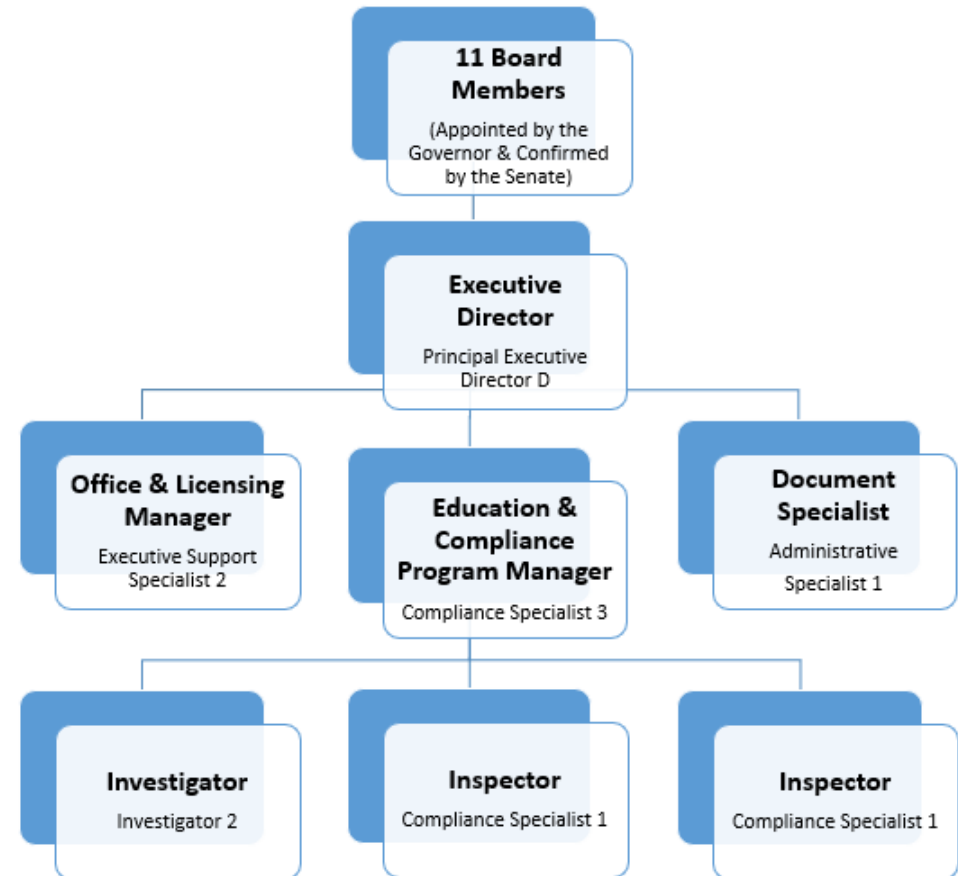 11 Board
Members
(Appointed by the
Governor & Confirmed
by the Senate)
Executive
Director
Principal Executive
Director D
Office & Licensing
Manager
Executive Support
Specialist 2
Education &
Compliance
Program Manager
Compliance Specialist 3
Document
Specialist
Administrative
Specialist 1
Investigator
Investigator 2
Inspector
Compliance Specialist 1
Inspector
Compliance Specialist 1